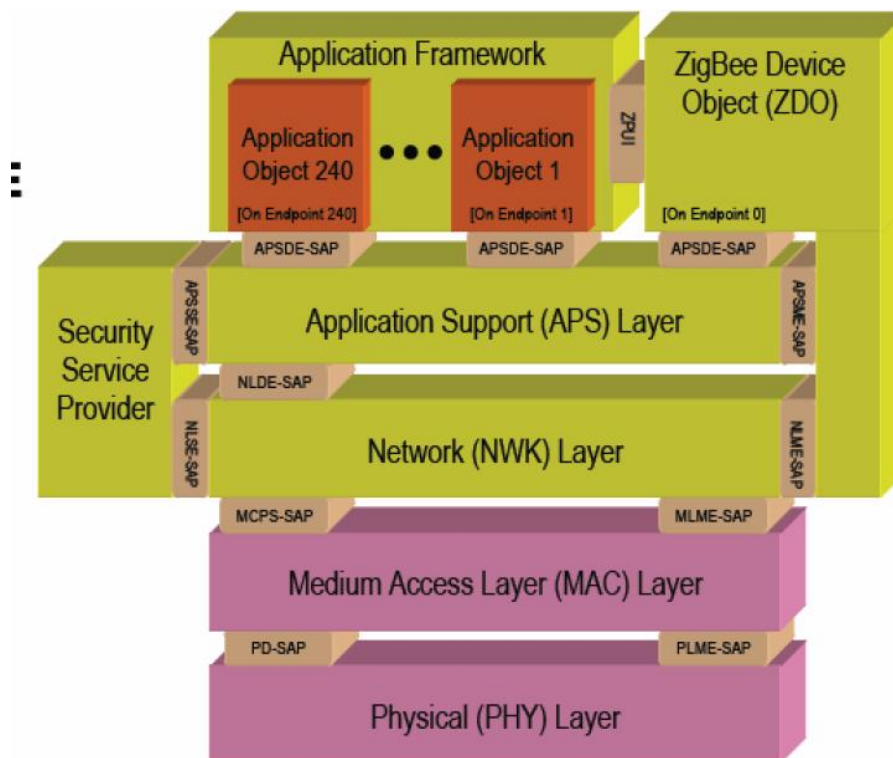 Application Framework
ZigBee Device
Object (ZDO)
ZPUI
Application
Object 240
[On Endpoint 240]
Application
Object 1
[On Endpoint 1]
[On Endpoint 0]
APSDE-SAP
APSDE-SAP
APSDE-SAP
Security
Service
Provider
APSSE-SAP
Application Support (APS) Layer
APSME-SAP
NLDE-SAP
NLSE-SAP
Network (NWK) Layer
NLME-SAP
MCPS-SAP
MLME-SAP
Medium Access Layer (MAC) Layer
PD-SAP
PLME-SAP
Physical (PHY) Layer